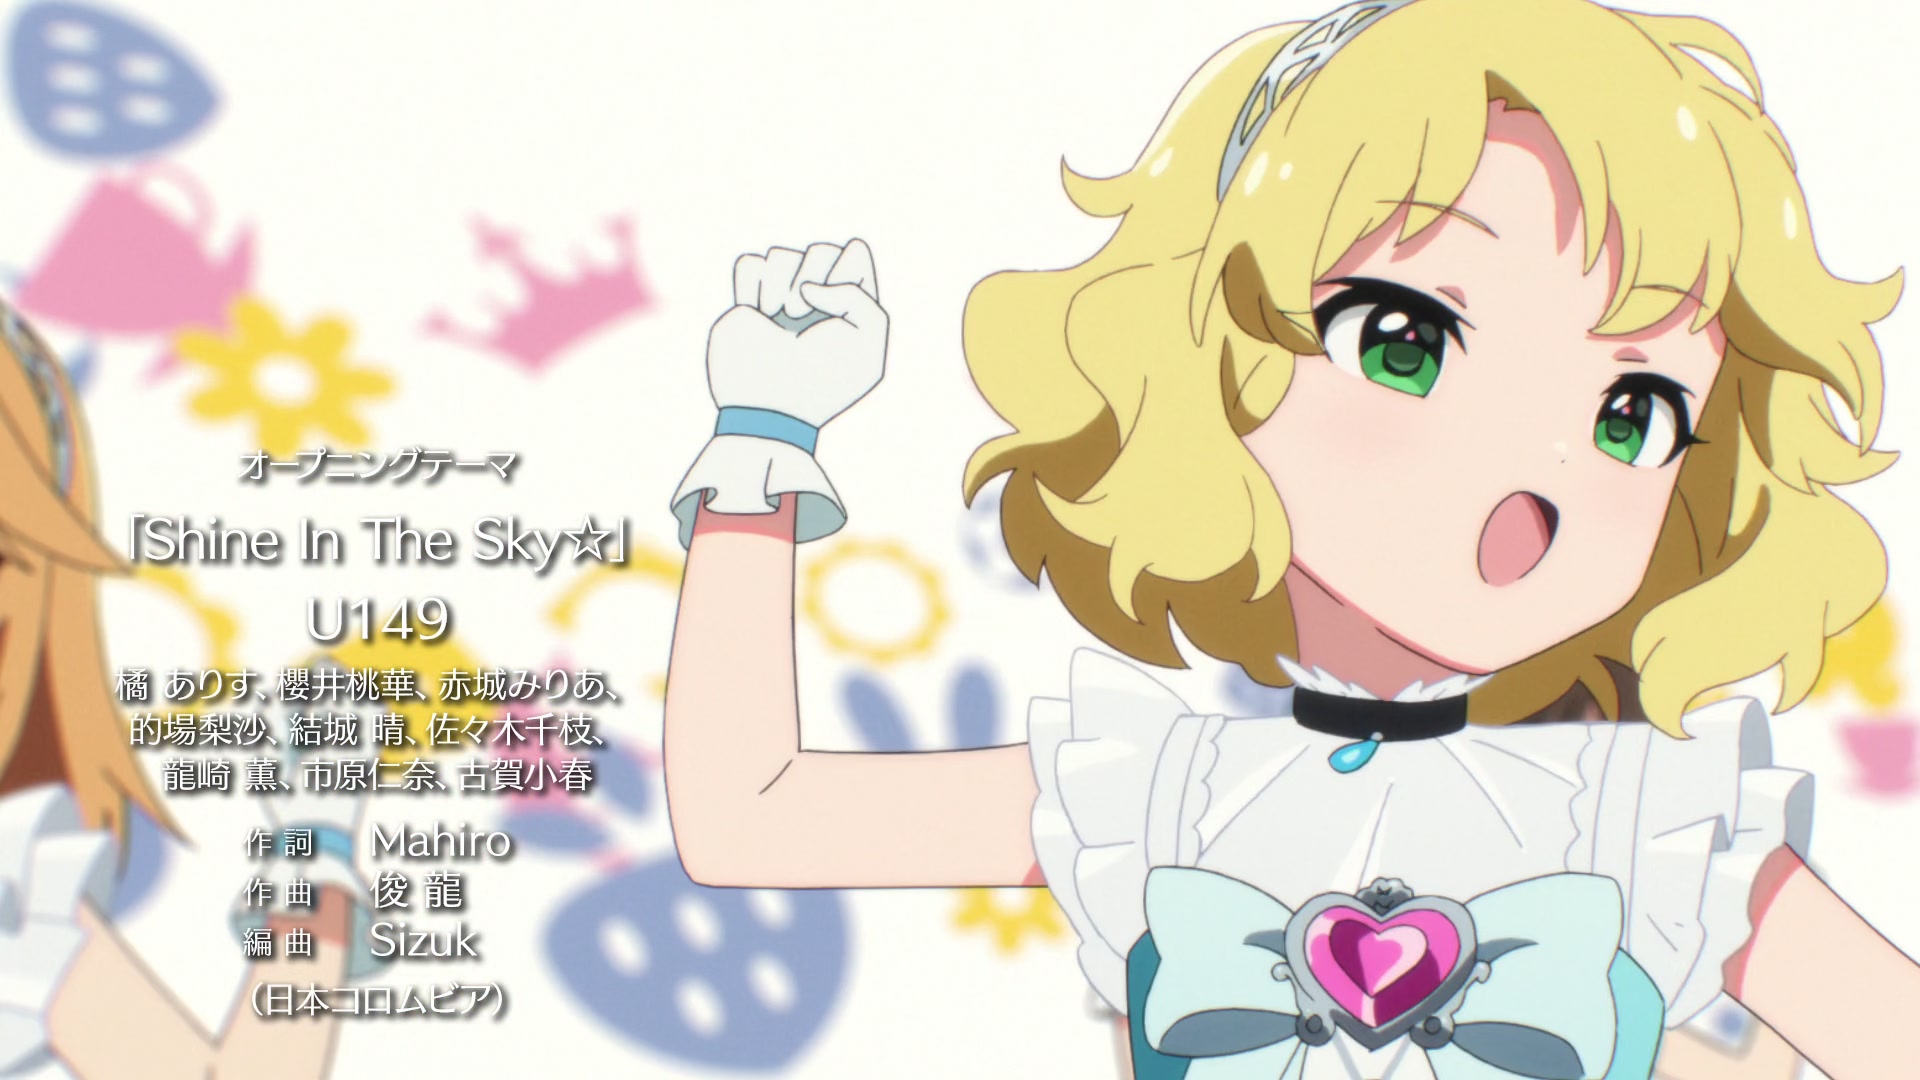 オープニングテーマ
「Shine In The Sky☆」
U149
橘 ありす、櫻井桃華、赤城みりあ、
的場梨沙、結城 晴、佐々木千枝、
龍崎 薫、市原仁奈、古賀小春
作 詞 Mahiro
作 曲 俊 龍
編 曲 Sizuk
(日本コロムビア)